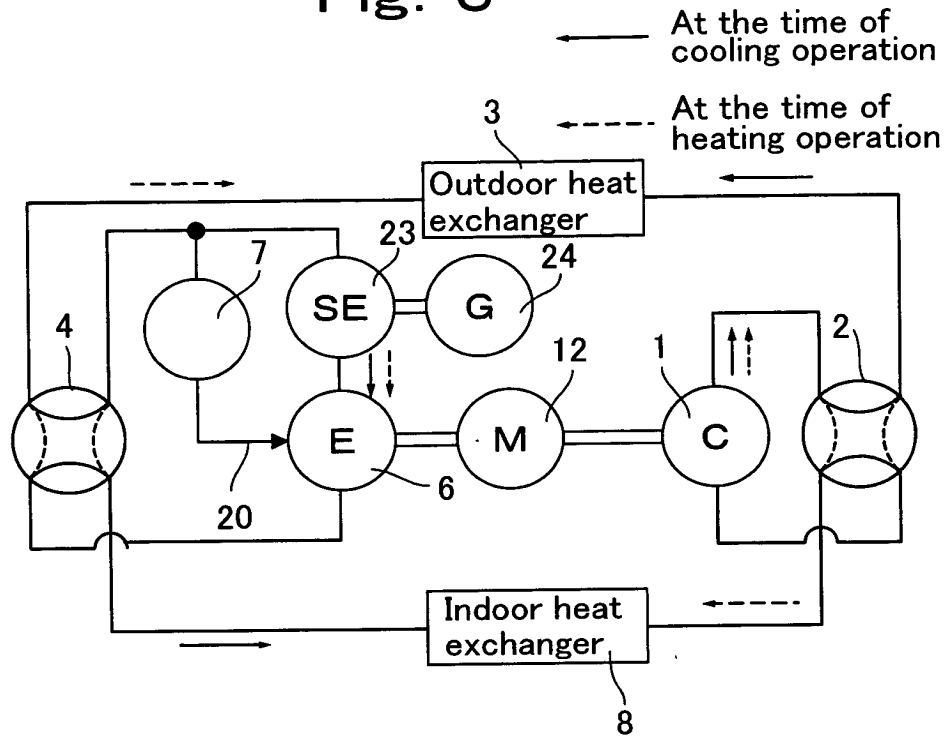 At the time of
cooling operation
At the time of
heating operation
3
Outdoor heat
exchanger
23
24
7
SE
G
4
12
1
2
E
M
C
6
20
Indoor heat
exchanger
8